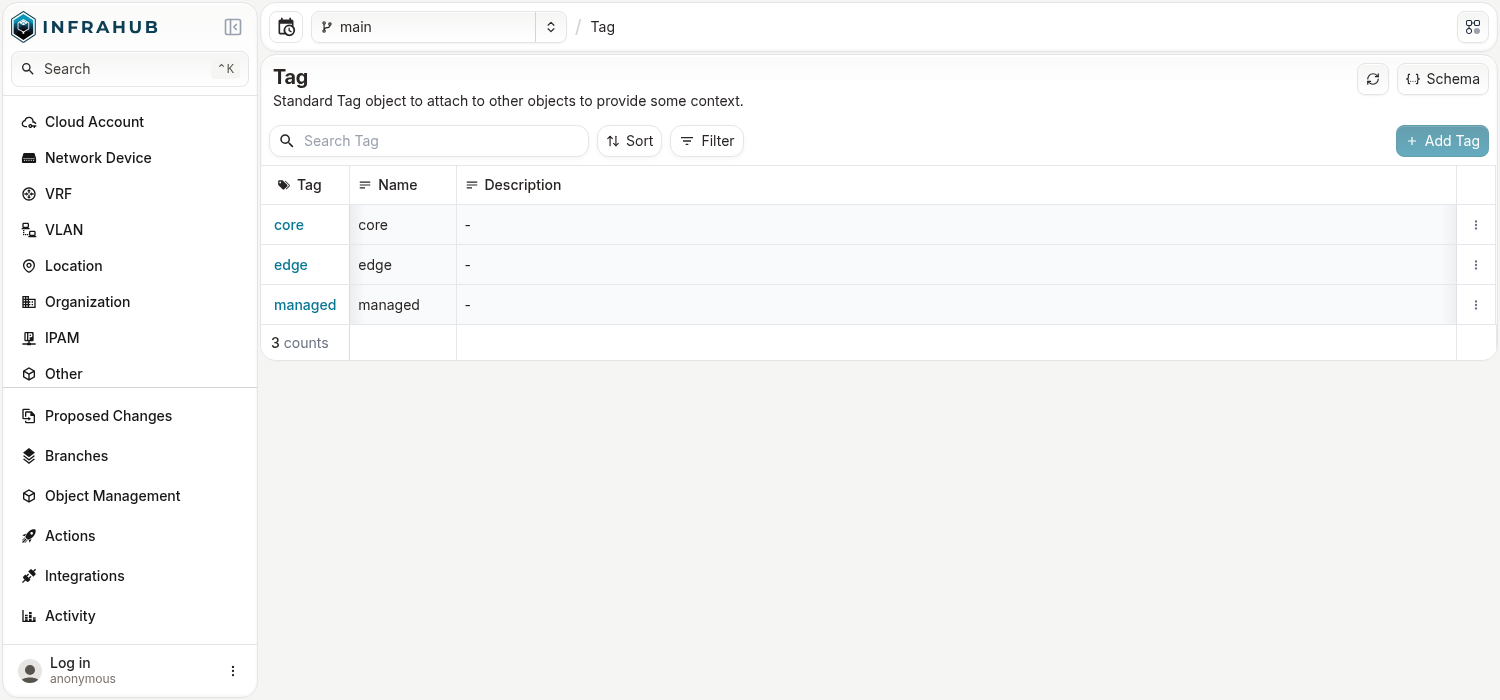 INFRAHUB
Search ⌃K
Cloud Account
Network Device
VRF
VLAN
Location
Organization
IPAM
Other
Proposed Changes
Branches
Object Management
Actions
Integrations
Activity
Log in
anonymous
main / Tag
Tag
Standard Tag object to attach to other objects to provide some context.
{.} Schema
Search Tag
Sort
Filter
+ Add Tag
Tag Name Description
core core -
edge edge -
managed managed -
3 counts